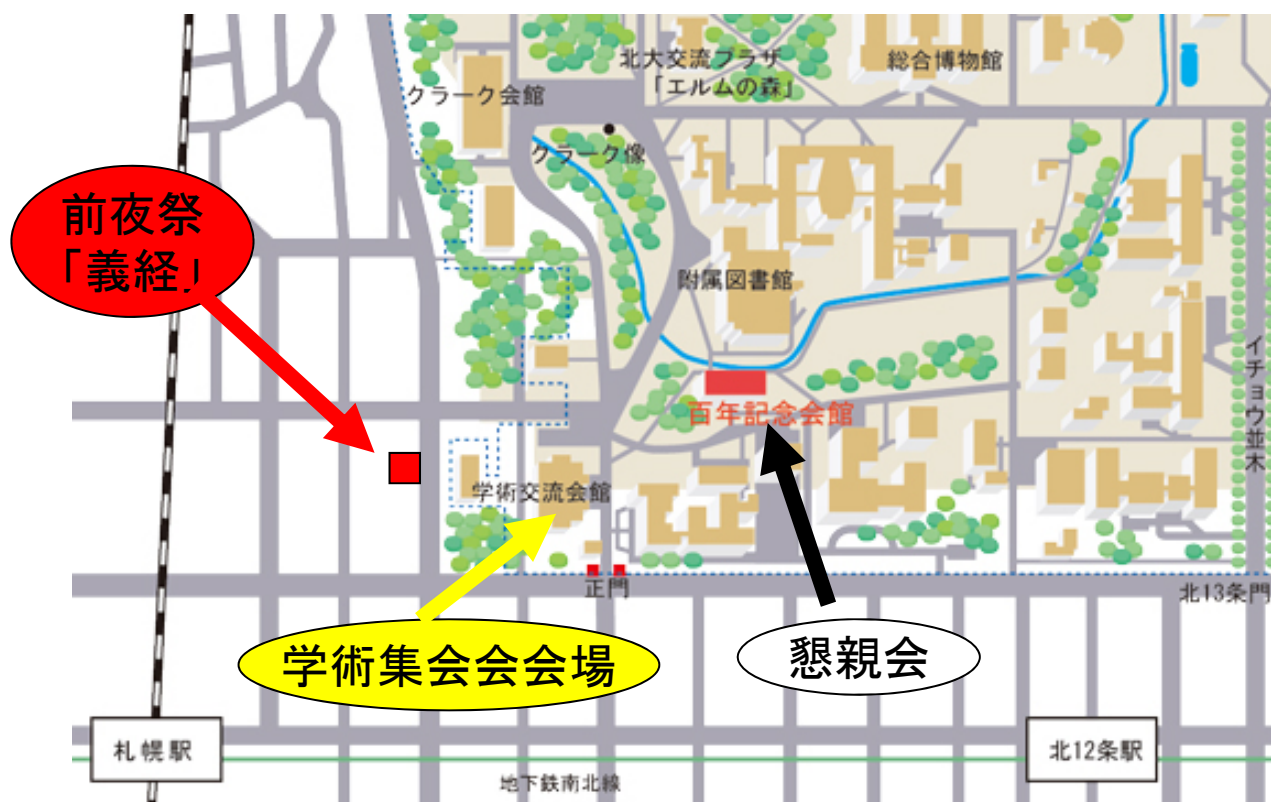 北大交流プラザ
「エルムの森」
総合博物館
クラーク会館
クラーク像
前夜祭
「義経」
附属図書館
イチョウ並木
百年記念会館
学術交流会館
正門
北13条門
学術集会会会場
懇親会
札幌駅
北12条駅
地下鉄南北線